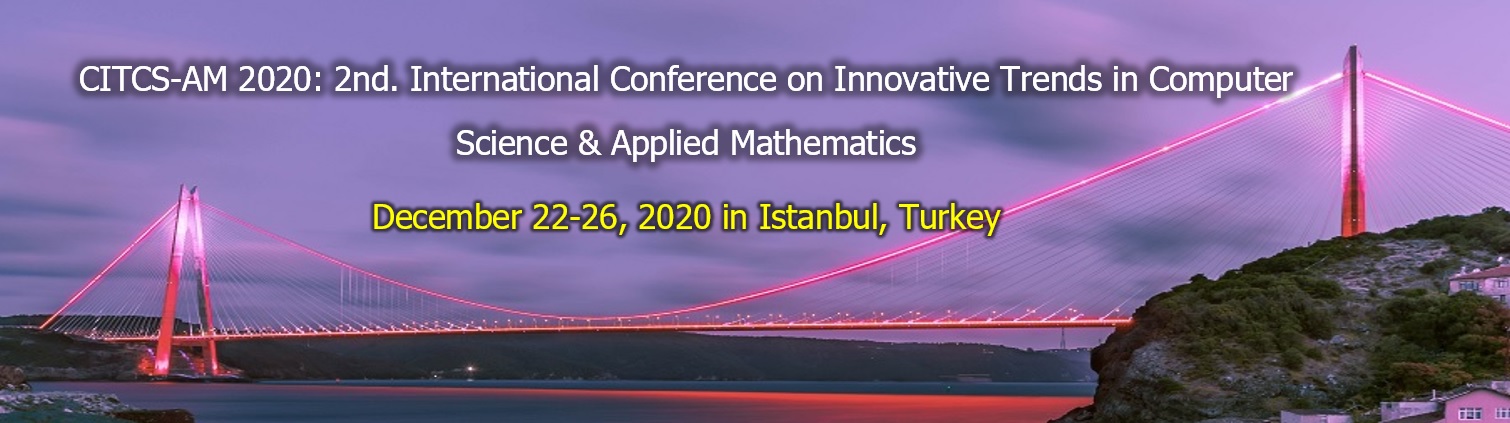 CITCS-AM 2020: 2nd. International Conference on Innovative Trends in Computer
Science & Applied Mathematics
December 22-26, 2020 in Istanbul, Turkey